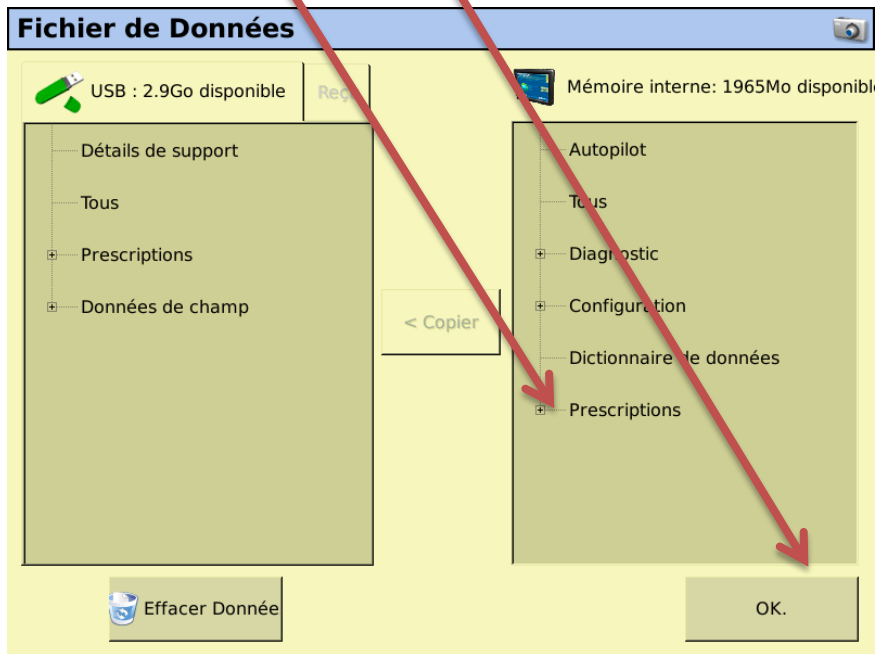 Fichier de Données
USB : 2.9Go disponible
Mémoire interne: 1965Mo disponibl
Détails de support
Tous
Prescriptions
Données de champ
< Copier
Autopilot
Tous
Diagnostic
Configuration
Dictionnaire de données
Prescriptions
Effacer Donnée
OK.